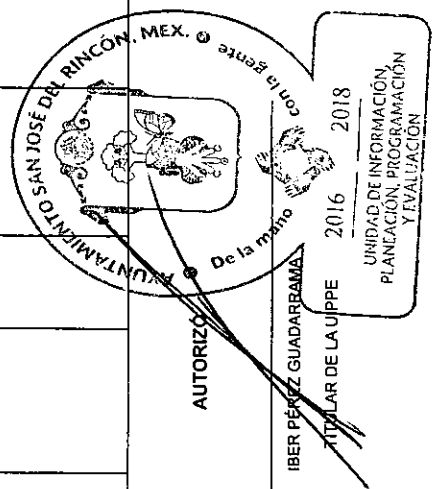 AYUNTAMIENTO SAN JOSÉ DEL RINCÓN, MEX.
De la mano con la gente
2016 2018
UNIDAD DE INFORMACIÓN,
PLANEACIÓN, PROGRAMACIÓN
Y EVALUACIÓN
AUTORIZÓ
IBER PÉREZ GUADARRAMA
TITULAR DE LA UIPPE